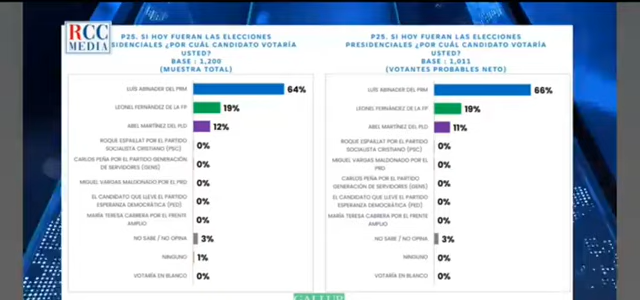 RCC
MEDIA
P25. SI HOY FUERAN LAS ELECCIONES
SIDENCIALES ¿POR CUÁL CANDIDATO VOTARÍA
USTED?
BASE : 1,200
(MUESTRA TOTAL)
LUÍS ABINADER DEL PRM 64%
LEONEL FERNÁNDEZ DE LA FP 19%
ABEL MARTÍNEZ DEL PLD 12%
ROQUE ESPAILLAT POR EL PARTIDO
SOCIALISTA CRISTIANO (PSC) 0%
CARLOS PEÑA POR EL PARTIDO GENERACIÓN
DE SERVIDORES (GENS) 0%
MIGUEL VARGAS MALDONADO POR EL PRD 0%
EL CANDIDATO QUE LLEVE EL PARTIDO
ESPERANZA DEMOCRÁTICA (PED) 0%
MARÍA TERESA CABRERA POR EL FRENTE
AMPLIO 0%
NO SABE / NO OPINA 3%
NINGUNO 1%
VOTARÍA EN BLANCO 0%
P25. SI HOY FUERAN LAS ELECCIONES
PRESIDENCIALES ¿POR CUÁL CANDIDATO VOTARÍA
USTED?
BASE : 1,011
(VOTANTES PROBABLES NETO)
LUÍS ABINADER DEL PRM 66%
LEONEL FERNÁNDEZ DE LA FP 19%
ABEL MARTÍNEZ DEL PLD 11%
ROQUE ESPAILLAT POR EL PARTIDO
SOCIALISTA CRISTIANO (PSC) 0%
MIGUEL VARGAS MALDONADO POR EL
PRD 0%
CARLOS PEÑA POR EL PARTIDO
GENERACIÓN DE SERVIDORES (GENS) 0%
EL CANDIDATO QUE LLEVE EL PARTIDO
ESPERANZA DEMOCRÁTICA (PED) 0%
MARÍA TERESA CABRERA POR EL FRENTE
AMPLIO 0%
NO SABE / NO OPINA 3%
NINGUNO 0%
VOTARÍA EN BLANCO 0%
GALLUP